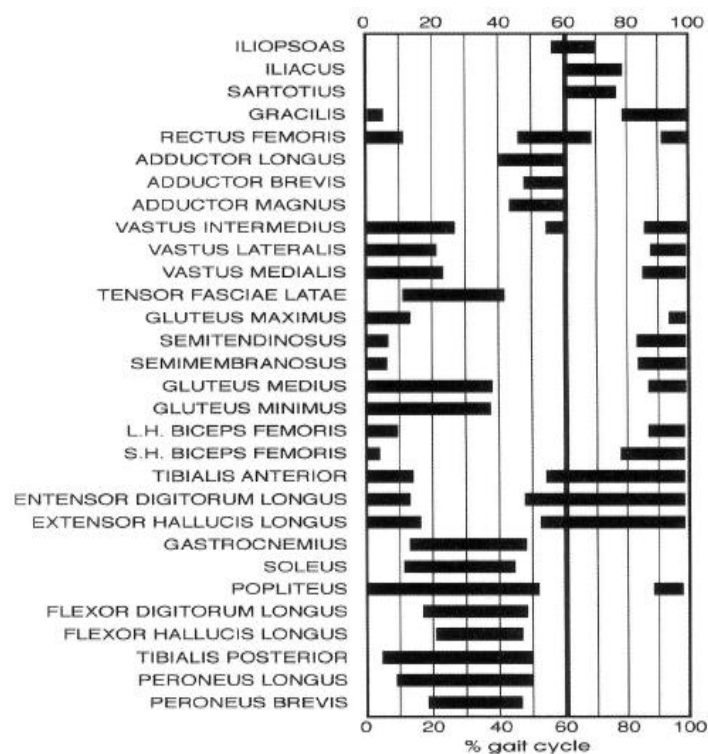 0 20 40 60 80 100
ILIOPSOAS
ILIACUS
SARTOTIUS
GRACILIS
RECTUS FEMORIS
ADDUCTOR LONGUS
ADDUCTOR BREVIS
ADDUCTOR MAGNUS
VASTUS INTERMEDIUS
VASTUS LATERALIS
VASTUS MEDIALIS
TENSOR FASCIAE LATAE
GLUTEUS MAXIMUS
SEMITENDINOSUS
SEMIMEMBRANOSUS
GLUTEUS MEDIUS
GLUTEUS MINIMUS
L.H. BICEPS FEMORIS
S.H. BICEPS FEMORIS
TIBIALIS ANTERIOR
ENTENSOR DIGITORUM LONGUS
EXTENSOR HALLUCIS LONGUS
GASTROCNEMIUS
SOLEUS
POPLITEUS
FLEXOR DIGITORUM LONGUS
FLEXOR HALLUCIS LONGUS
TIBIALIS POSTERIOR
PERONEUS LONGUS
PERONEUS BREVIS
0 20 40 60 80 100
% gait cycle